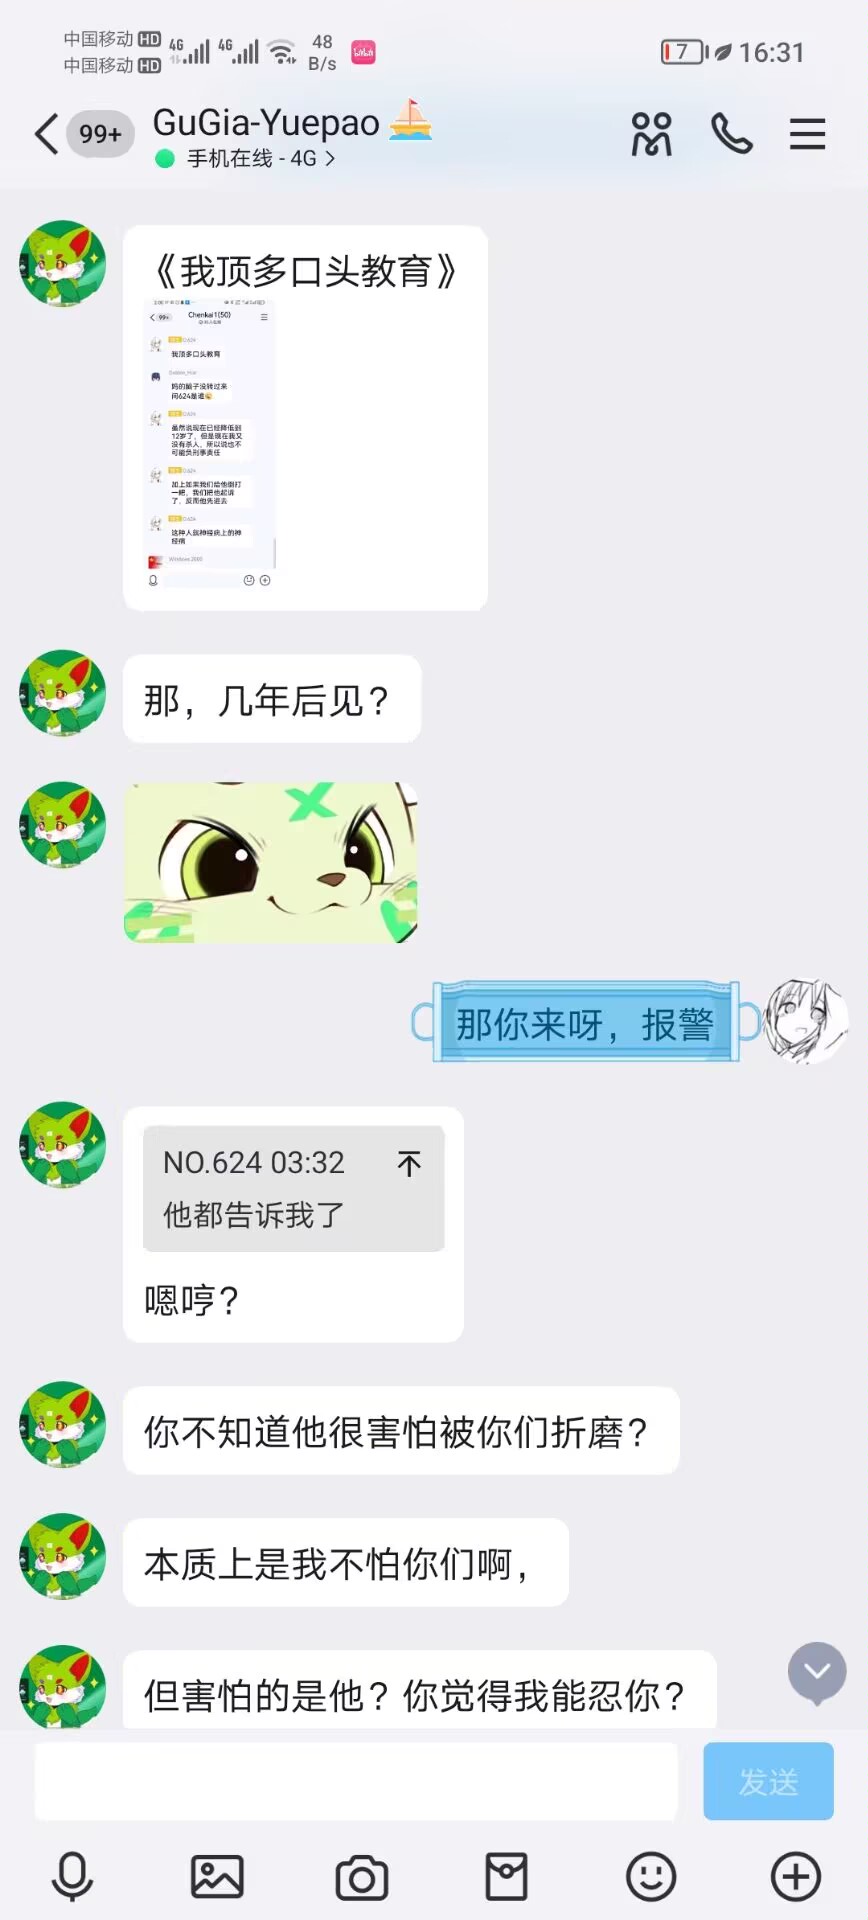 中国移动 HD 4G 4G 48 B/s
中国移动 HD
7 16:31
99+ GuGia-Yuepao
手机在线 - 4G
《我顶多口头教育》
99+ Chenkai1(50)
我顶多口头教育
妈的脑子没转过来
问624是谁
虽然说现在已经降低到
12岁了，但是现在我又
没有杀人，所以说也不
可能负刑事责任
加上如果我们给他倒打
一耙，我们把他起诉
了，反而他先进去
这种人我神经病上的神
经病
Windows 2000
那，几年后见？
那你来呀，报警
NO.624 03:32
他都告诉我了
嗯哼？
你不知道他很害怕被你们折磨？
本质上是我不怕你们啊，
但害怕的是他？你觉得我能忍你？
发送